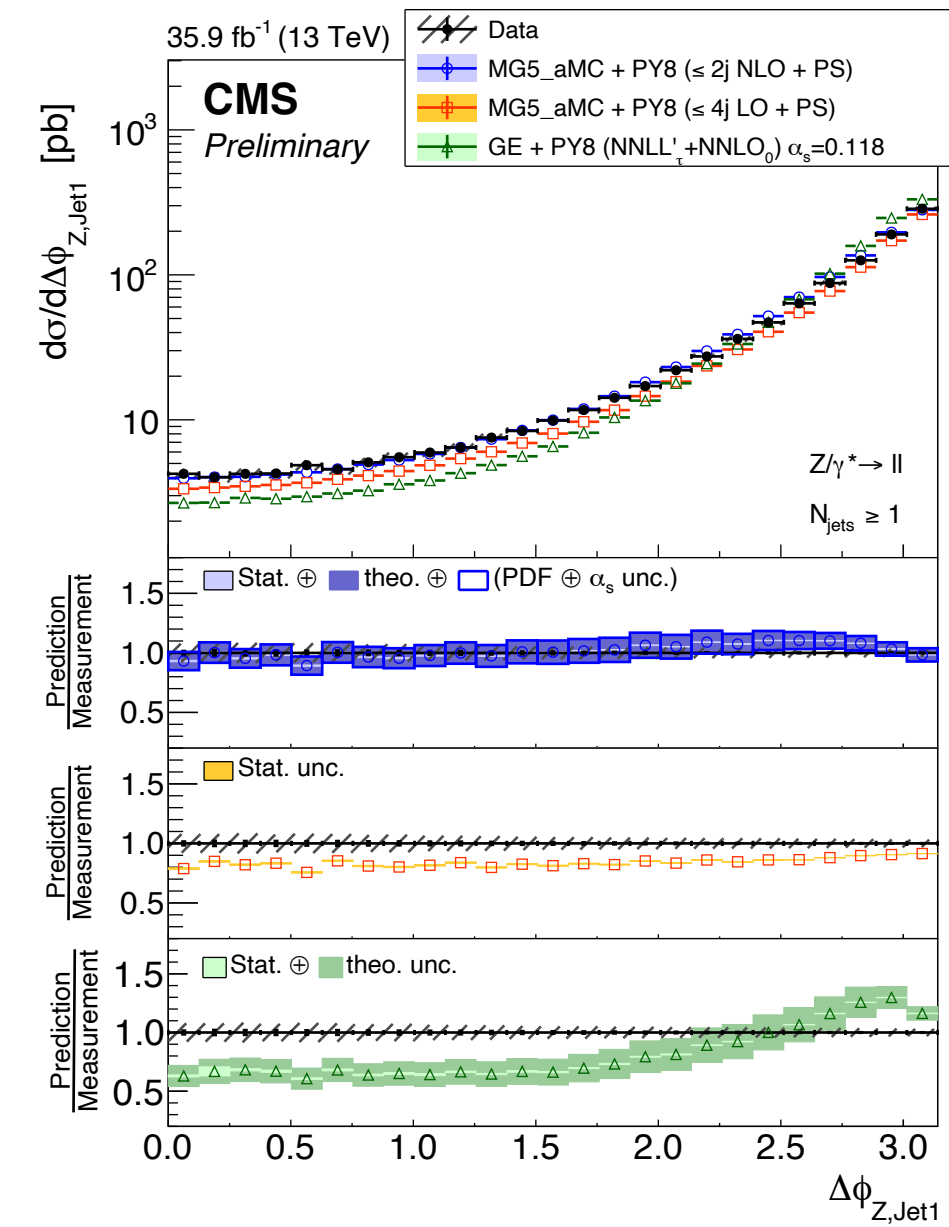 35.9 fb⁻¹ (13 TeV)
Data
MG5_aMC + PY8 (≤ 2j NLO + PS)
MG5_aMC + PY8 (≤ 4j LO + PS)
GE + PY8 (NNLL'τ+NNLO₀) αₛ=0.118
CMS
Preliminary
dσ/dΔϕ_Z,Jet1 [pb]
10³
10²
10
Z/γ*→ ll
N_jets ≥ 1
Stat. ⊕ theo. ⊕ (PDF ⊕ αₛ unc.)
Prediction
Measurement
1.5
1.0
0.5
Stat. unc.
Prediction
Measurement
1.5
1.0
0.5
Stat. ⊕ theo. unc.
Prediction
Measurement
1.5
1.0
0.5
0.0 0.5 1.0 1.5 2.0 2.5 3.0
Δϕ_Z,Jet1